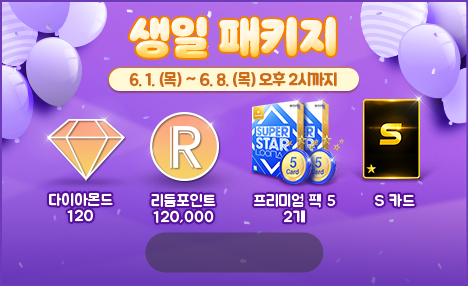 생일 패키지
6. 1. (목) ~ 6. 8. (목) 오후 2시까지
R
SUPER
STAR
5
Card
5
Card
S
다이아몬드
120
리듬포인트
120,000
프리미엄 팩 5
2개
S 카드